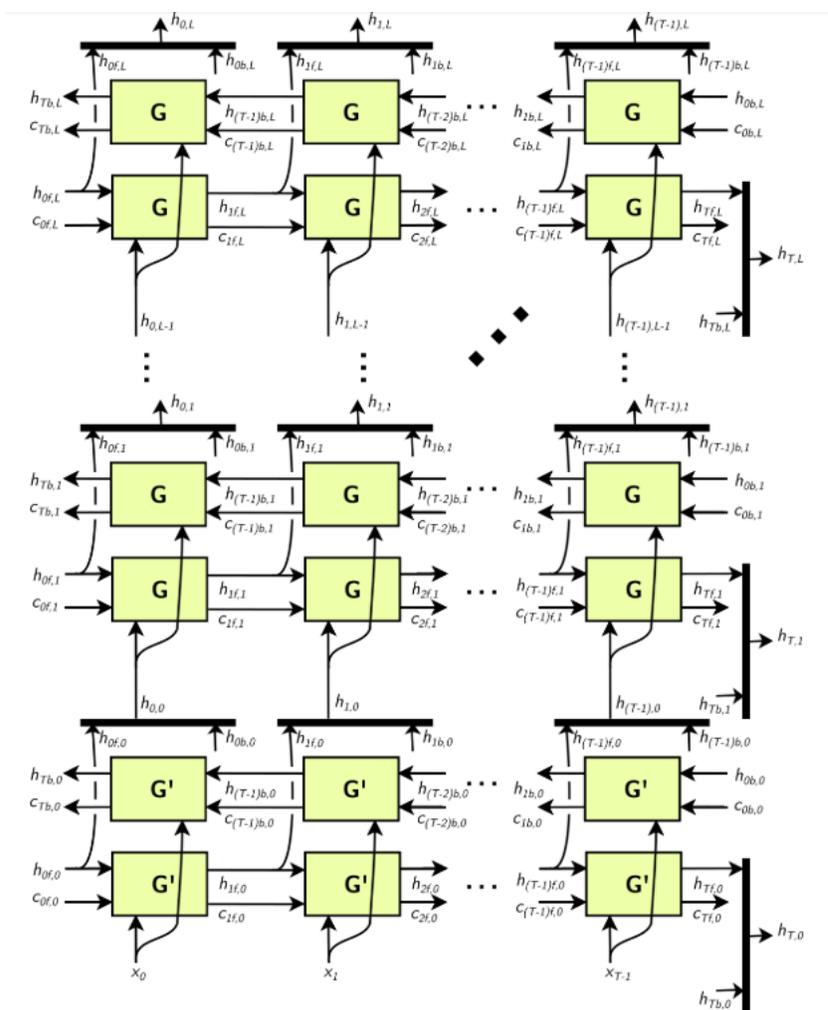 h0,L h1,L h(T-1),L
h0f,L h0b,L h1f,L h1b,L h(T-1)f,L h(T-1)b,L
hTb,L G h(T-1)b,L G h(T-2)b,L ... h1b,L G h0b,L
cTb,L c(T-1)b,L c(T-2)b,L c1b,L c0b,L
h0f,L G h1f,L G h2f,L ... h(T-1)f,L G hTf,L
c0f,L c1f,L c2f,L c(T-1)f,L cTf,L
hT,L
h0,L-1 h1,L-1 h(T-1),L-1 hTb,L
h0,1 h1,1 h(T-1),1
h0f,1 h0b,1 h1f,1 h1b,1 h(T-1)f,1 h(T-1)b,1
hTb,1 G h(T-1)b,1 G h(T-2)b,1 ... h1b,1 G h0b,1
cTb,1 c(T-1)b,1 c(T-2)b,1 c1b,1 c0b,1
h0f,1 G h1f,1 G h2f,1 ... h(T-1)f,1 G hTf,1
c0f,1 c1f,1 c2f,1 c(T-1)f,1 cTf,1
hT,1
h0,0 h1,0 h(T-1),0 hTb,1
h0f,0 h0b,0 h1f,0 h1b,0 h(T-1)f,0 h(T-1)b,0
hTb,0 G' h(T-1)b,0 G' h(T-2)b,0 ... h1b,0 G' h0b,0
cTb,0 c(T-1)b,0 c(T-2)b,0 c1b,0 c0b,0
h0f,0 G' h1f,0 G' h2f,0 ... h(T-1)f,0 G' hTf,0
c0f,0 c1f,0 c2f,0 c(T-1)f,0 cTf,0
hT,0
x0 x1 xT-1
hTb,0